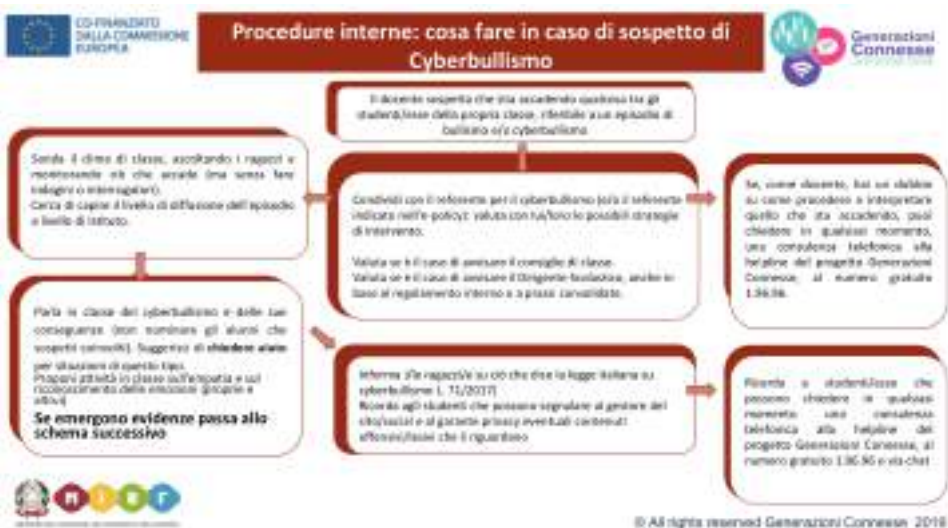 CO-FINANZIATO
DALLA COMMISSIONE
EUROPEA
Procedure interne: cosa fare in caso di sospetto di
Cyberbullismo
Generazioni
Connesse
Il docente sospetta che stia accadendo qualcosa tra gli
studenti/esse della propria classe, riferibile a un episodio di
bullismo e/o cyberbullismo
Sonda il clima di classe, ascoltando i ragazzi e
monitorando ciò che accade (ma senza fare
indagini o interrogatori).
Cerca di capire il livello di diffusione dell'episodio
a livello di Istituto.
Condividi con il referente per il cyberbullismo (e/o il referente
indicato nell'e-policy): valuta con lui/loro le possibili strategie
di intervento.
Valuta se è il caso di avvisare il consiglio di classe.
Valuta se è il caso di avvisare il Dirigente Scolastico, anche in
base al regolamento interno o a prassi consolidate.
Se, come docente, hai un dubbio
su come procedere o interpretare
quello che sta accadendo, puoi
chiedere in qualsiasi momento,
una consulenza telefonica alla
helpline del progetto Generazioni
Connesse, al numero gratuito
1.96.96.
Parla in classe del cyberbullismo e delle sue
conseguenze (non nominare gli alunni che
sospetti coinvolti). Suggerisci di chiedere aiuto
per situazioni di questo tipo.
Proponi attività in classe sull'empatia e sul
riconoscimento delle emozioni (proprie e
altrui)
Se emergono evidenze passa allo
schema successivo
Informa i/le ragazzi/e su ciò che dice la legge italiana su
cyberbullismo L. 71/2017)
Ricorda agli studenti che possono segnalare al gestore del
sito/social e al garante privacy eventuali contenuti
offensivi/lesivi che li riguardano
Ricorda a studenti/esse che
possono chiedere in qualsiasi
momento una consulenza
telefonica alla helpline del
progetto Generazioni Connesse, al
numero gratuito 1.96.96 e via chat
M I U R
© All rights reserved Generazioni Connesse 2018